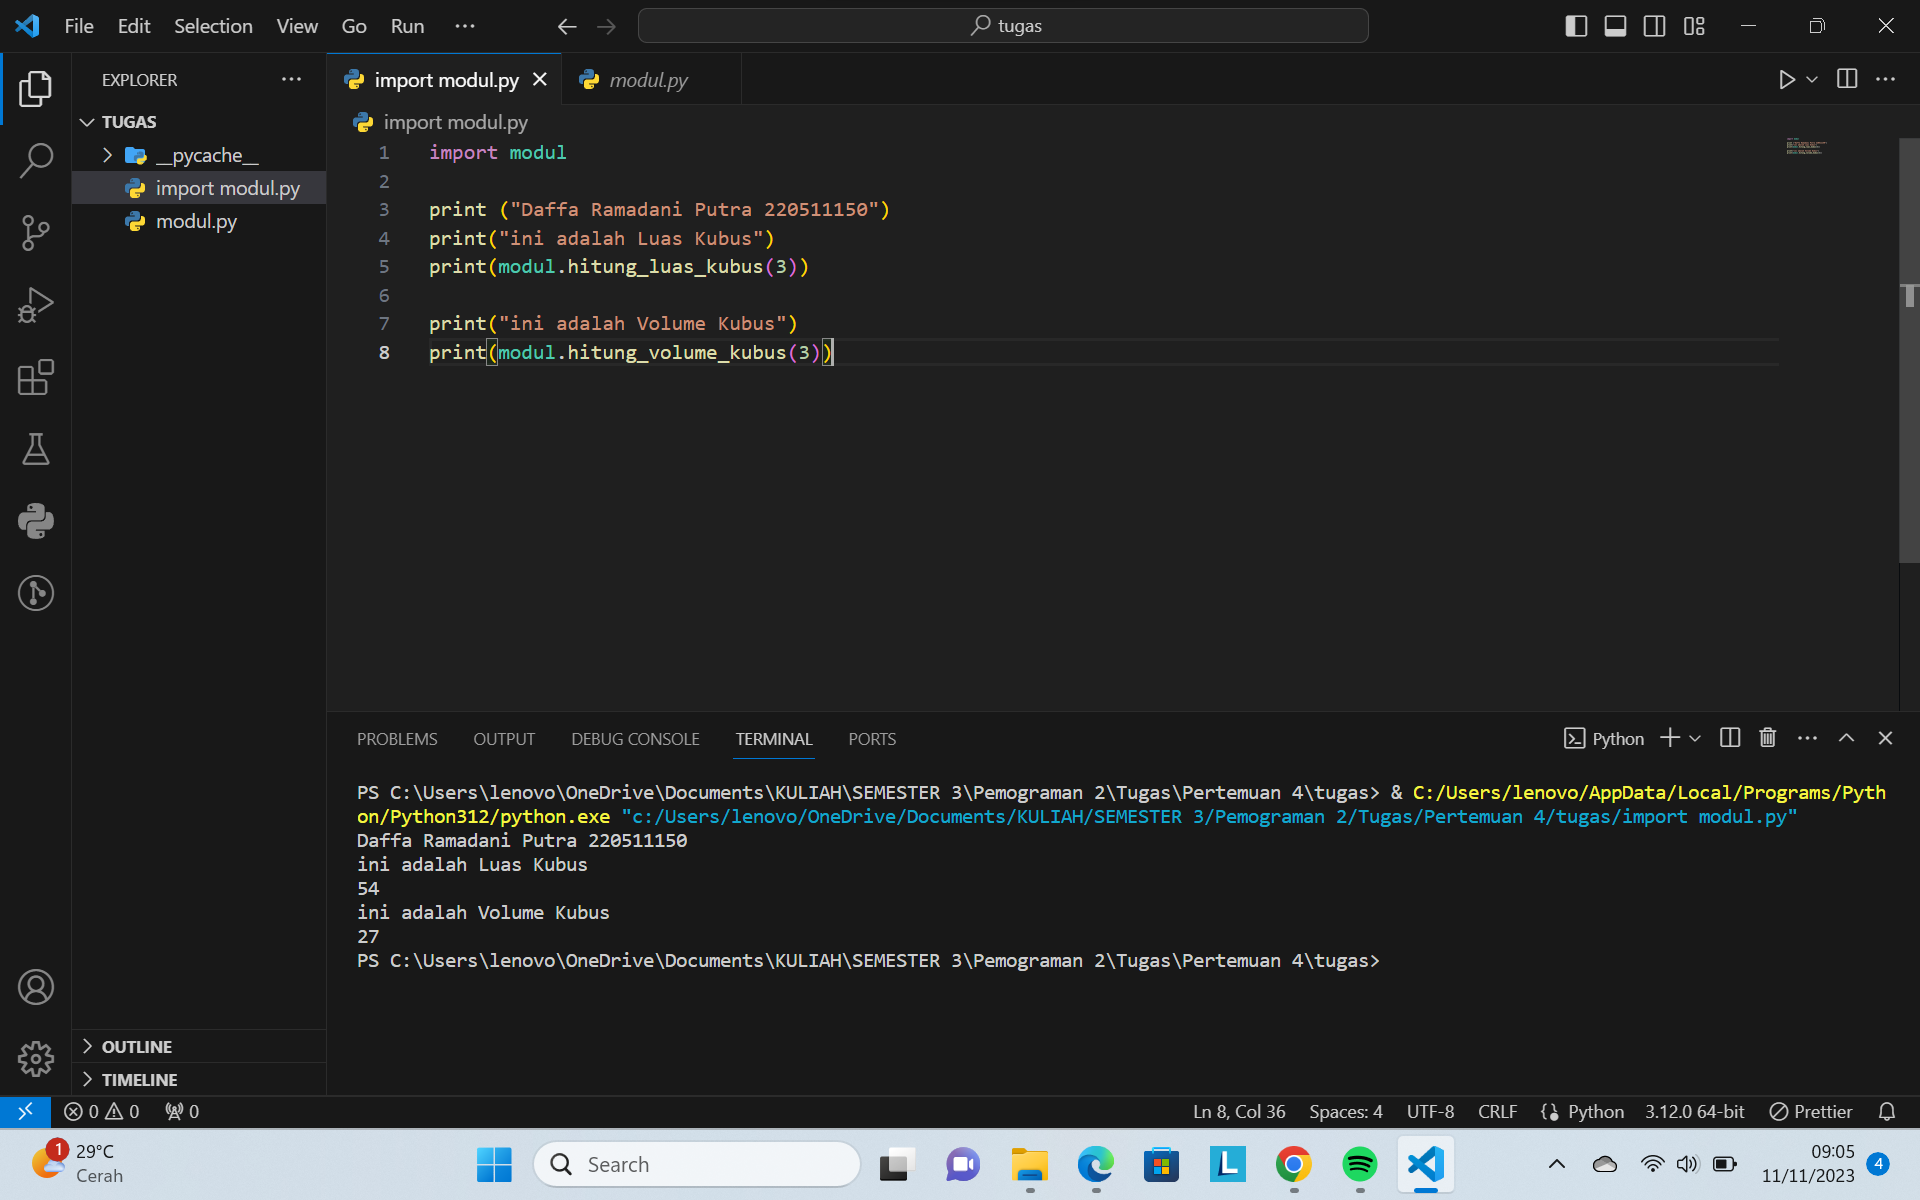 File Edit Selection View Go Run ···
tugas
EXPLORER
import modul.py
modul.py
TUGAS
__pycache__
import modul.py
modul.py
import modul.py
1 import modul
2
3 print ("Daffa Ramadani Putra 220511150")
4 print("ini adalah Luas Kubus")
5 print(modul.hitung_luas_kubus(3))
6
7 print("ini adalah Volume Kubus")
8 print(modul.hitung_volume_kubus(3))
PROBLEMS OUTPUT DEBUG CONSOLE TERMINAL PORTS
Python
PS C:\Users\lenovo\OneDrive\Documents\KULIAH\SEMESTER 3\Pemograman 2\Tugas\Pertemuan 4\tugas> & C:/Users/lenovo/AppData/Local/Programs/Pyth
on/Python312/python.exe "c:/Users/lenovo/OneDrive/Documents/KULIAH/SEMESTER 3/Pemograman 2/Tugas/Pertemuan 4/tugas/import modul.py"
Daffa Ramadani Putra 220511150
ini adalah Luas Kubus
54
ini adalah Volume Kubus
27
PS C:\Users\lenovo\OneDrive\Documents\KULIAH\SEMESTER 3\Pemograman 2\Tugas\Pertemuan 4\tugas>
OUTLINE
TIMELINE
0 0 0
Ln 8, Col 36 Spaces: 4 UTF-8 CRLF Python 3.12.0 64-bit Prettier
1
29°C
Cerah
Search
L
09:05
11/11/2023
4